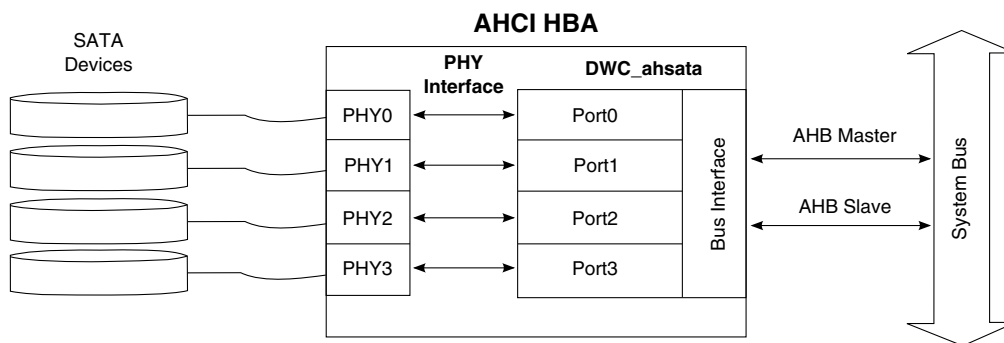 AHCI HBA
SATA
Devices
PHY
Interface
DWC_ahsata
PHY0
Port0
PHY1
Port1
PHY2
Port2
PHY3
Port3
Bus Interface
AHB Master
AHB Slave
System Bus